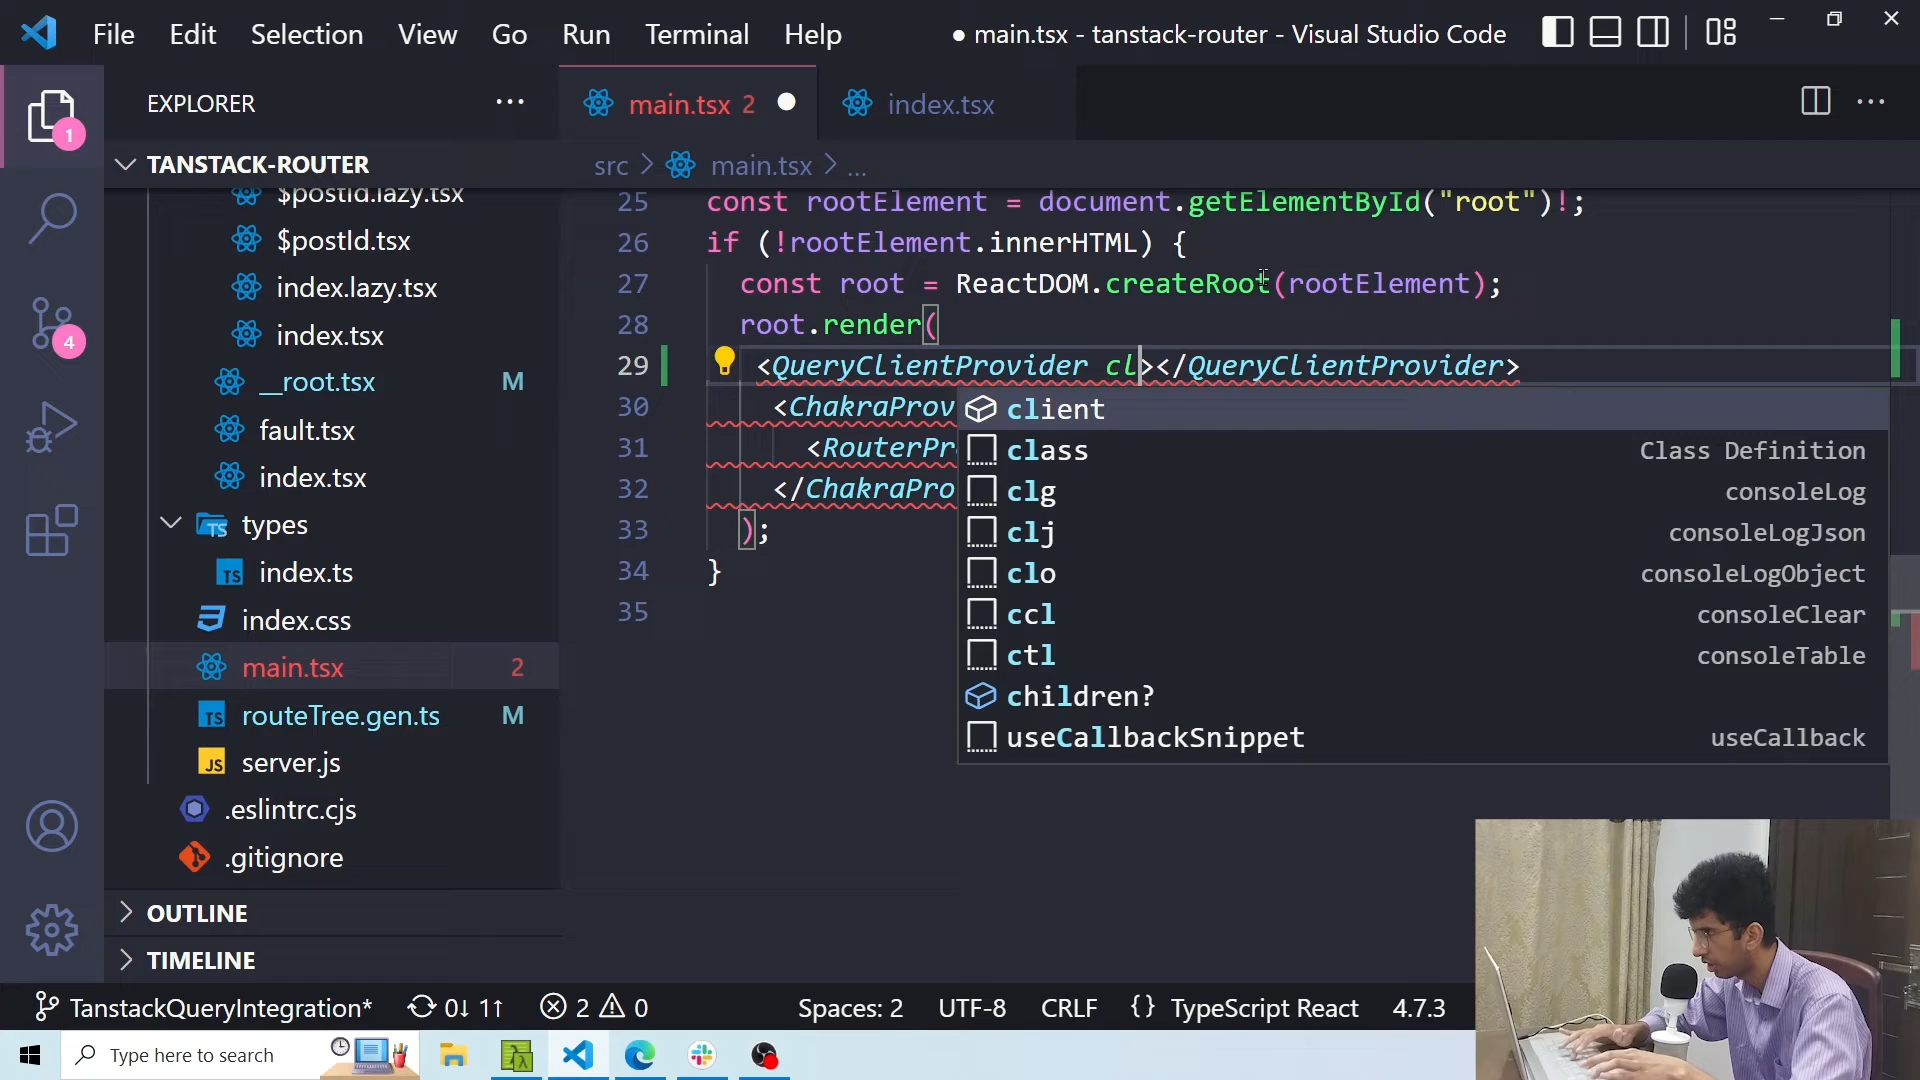 File Edit Selection View Go Run Terminal Help
● main.tsx - tanstack-router - Visual Studio Code
EXPLORER
1
4
TANSTACK-ROUTER
$postId.lazy.tsx
$postId.tsx
index.lazy.tsx
index.tsx
__root.tsx M
fault.tsx
index.tsx
types
index.ts
index.css
main.tsx 2
routeTree.gen.ts M
server.js
.eslintrc.cjs
.gitignore
OUTLINE
TIMELINE
main.tsx 2
index.tsx
src > main.tsx > ...
25 const rootElement = document.getElementById("root")!;
26 if (!rootElement.innerHTML) {
27 const root = ReactDOM.createRoot(rootElement);
28 root.render(
29 <QueryClientProvider cl></QueryClientProvider>
30 <ChakraProv
31 <RouterPr
32 </ChakraPro
33 );
34 }
35
client
class Class Definition
clg consoleLog
clj consoleLogJson
clo consoleLogObject
ccl consoleClear
ctl consoleTable
children?
useCallbackSnippet useCallback
TanstackQueryIntegration* 0↓ 1↑ 2 0 Spaces: 2 UTF-8 CRLF {} TypeScript React 4.7.3
Type here to search